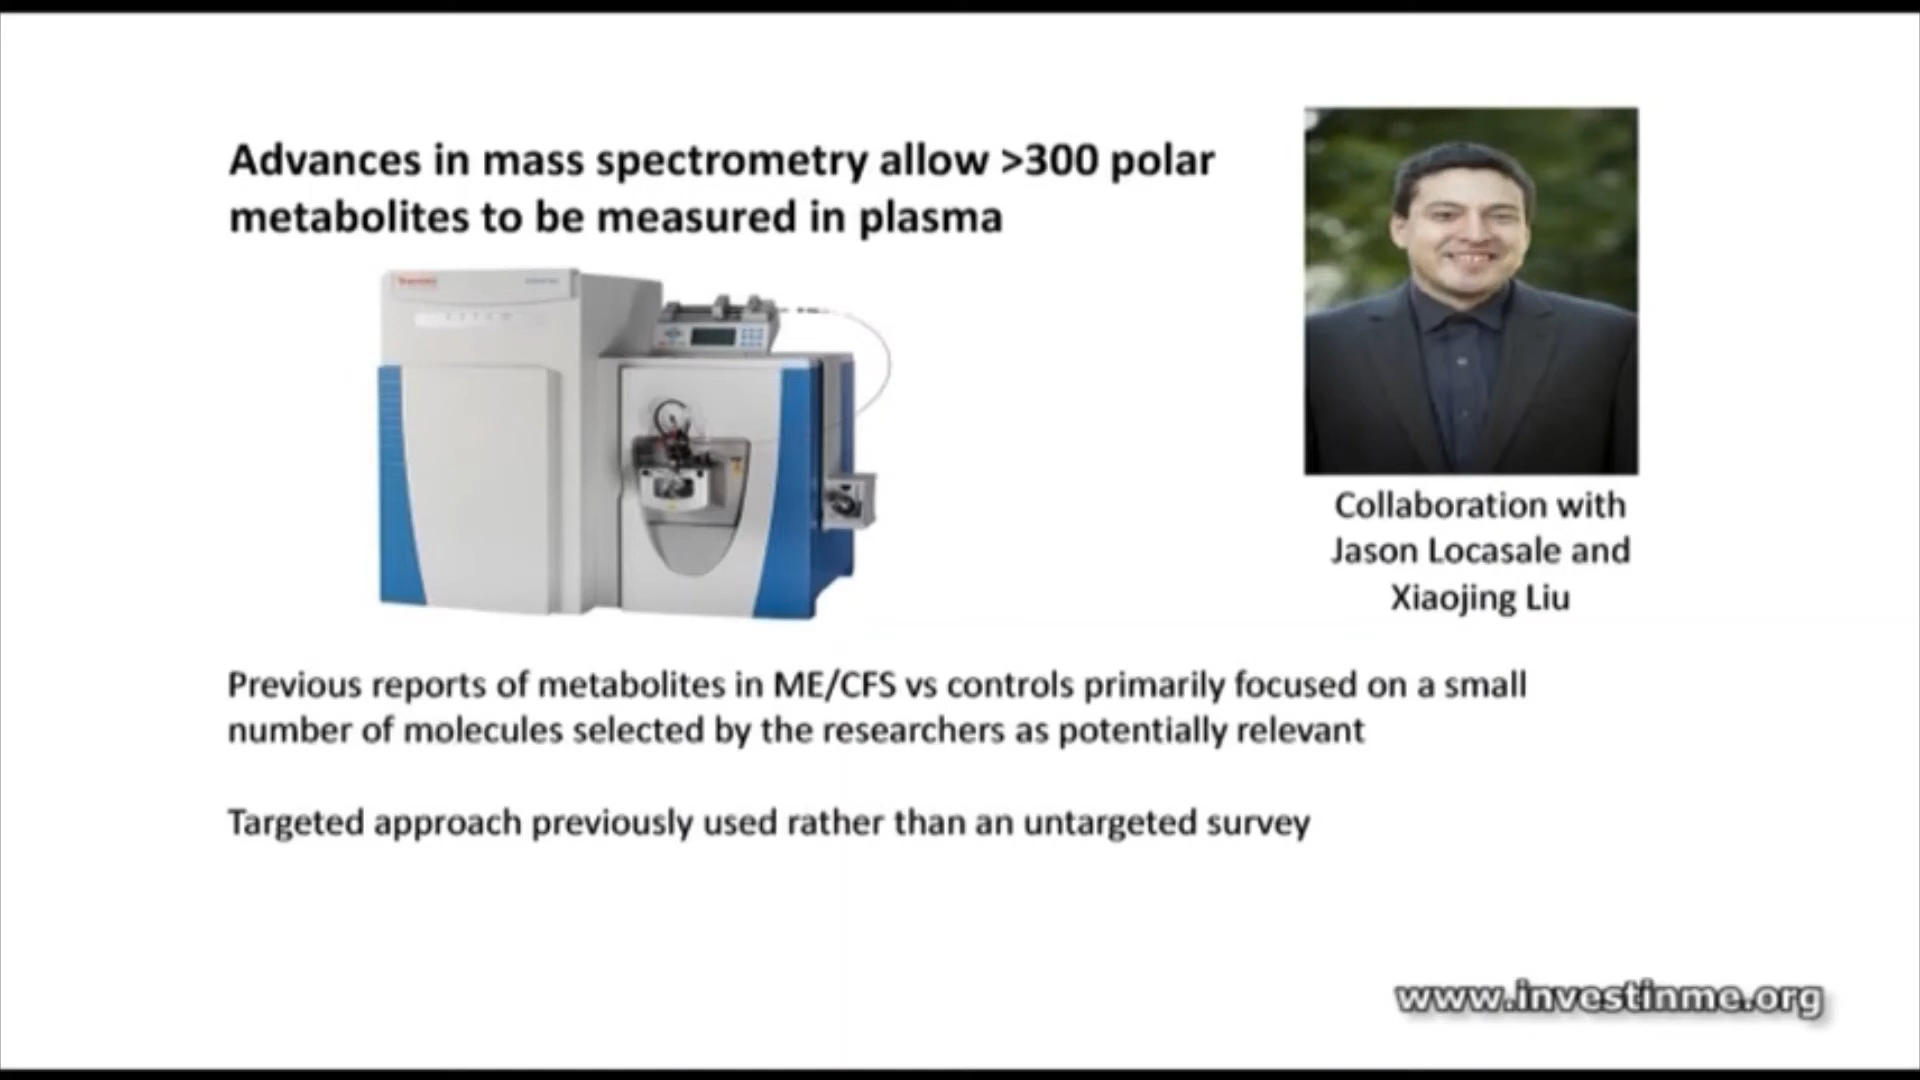 Advances in mass spectrometry allow >300 polar
metabolites to be measured in plasma
Collaboration with
Jason Locasale and
Xiaojing Liu
Previous reports of metabolites in ME/CFS vs controls primarily focused on a small
number of molecules selected by the researchers as potentially relevant
Targeted approach previously used rather than an untargeted survey
www.investinme.org